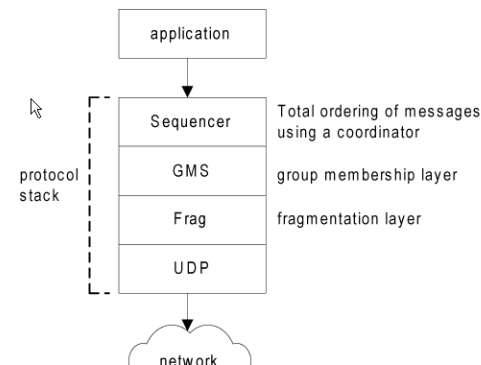 application
Sequencer
Total ordering of messages
using a coordinator
protocol
stack
GMS
group membership layer
Frag
fragmentation layer
UDP
network